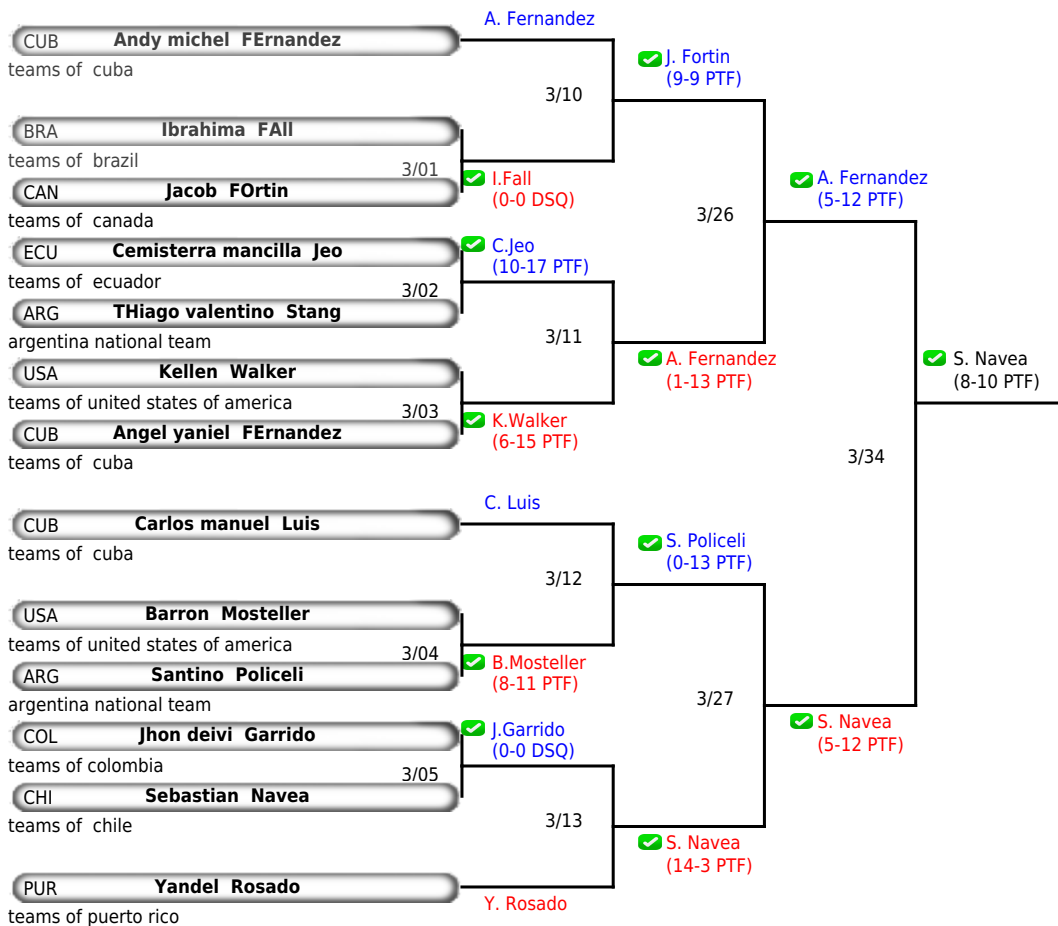 A. Fernandez
CUB Andy michel FErnandez
teams of cuba
J. Fortin
(9-9 PTF)
3/10
BRA Ibrahima FAll
teams of brazil
3/01
I.Fall
(0-0 DSQ)
CAN Jacob FOrtin
teams of canada
A. Fernandez
(5-12 PTF)
3/26
ECU Cemisterra mancilla Jeo
teams of ecuador
C.Jeo
(10-17 PTF)
3/02
ARG THiago valentino Stang
argentina national team
3/11
A. Fernandez
(1-13 PTF)
S. Navea
(8-10 PTF)
USA Kellen Walker
teams of united states of america
3/03
K.Walker
(6-15 PTF)
CUB Angel yaniel FErnandez
teams of cuba
3/34
C. Luis
CUB Carlos manuel Luis
teams of cuba
S. Policeli
(0-13 PTF)
3/12
USA Barron Mosteller
teams of united states of america
3/04
B.Mosteller
(8-11 PTF)
ARG Santino Policeli
argentina national team
3/27
S. Navea
(5-12 PTF)
COL Jhon deivi Garrido
teams of colombia
J.Garrido
(0-0 DSQ)
3/05
CHI Sebastian Navea
teams of chile
3/13
S. Navea
(14-3 PTF)
PUR Yandel Rosado
teams of puerto rico
Y. Rosado